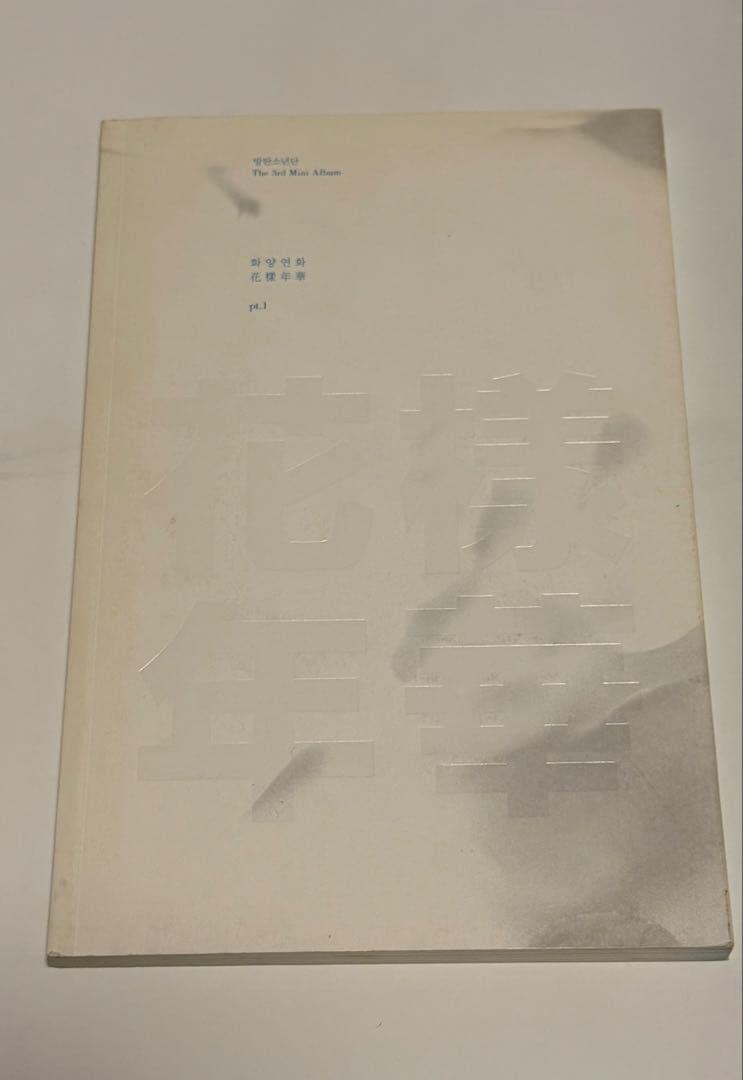 방탄소년단
The 3rd Mini Album
화양연화
花樣年華
pt.1
花樣
年華